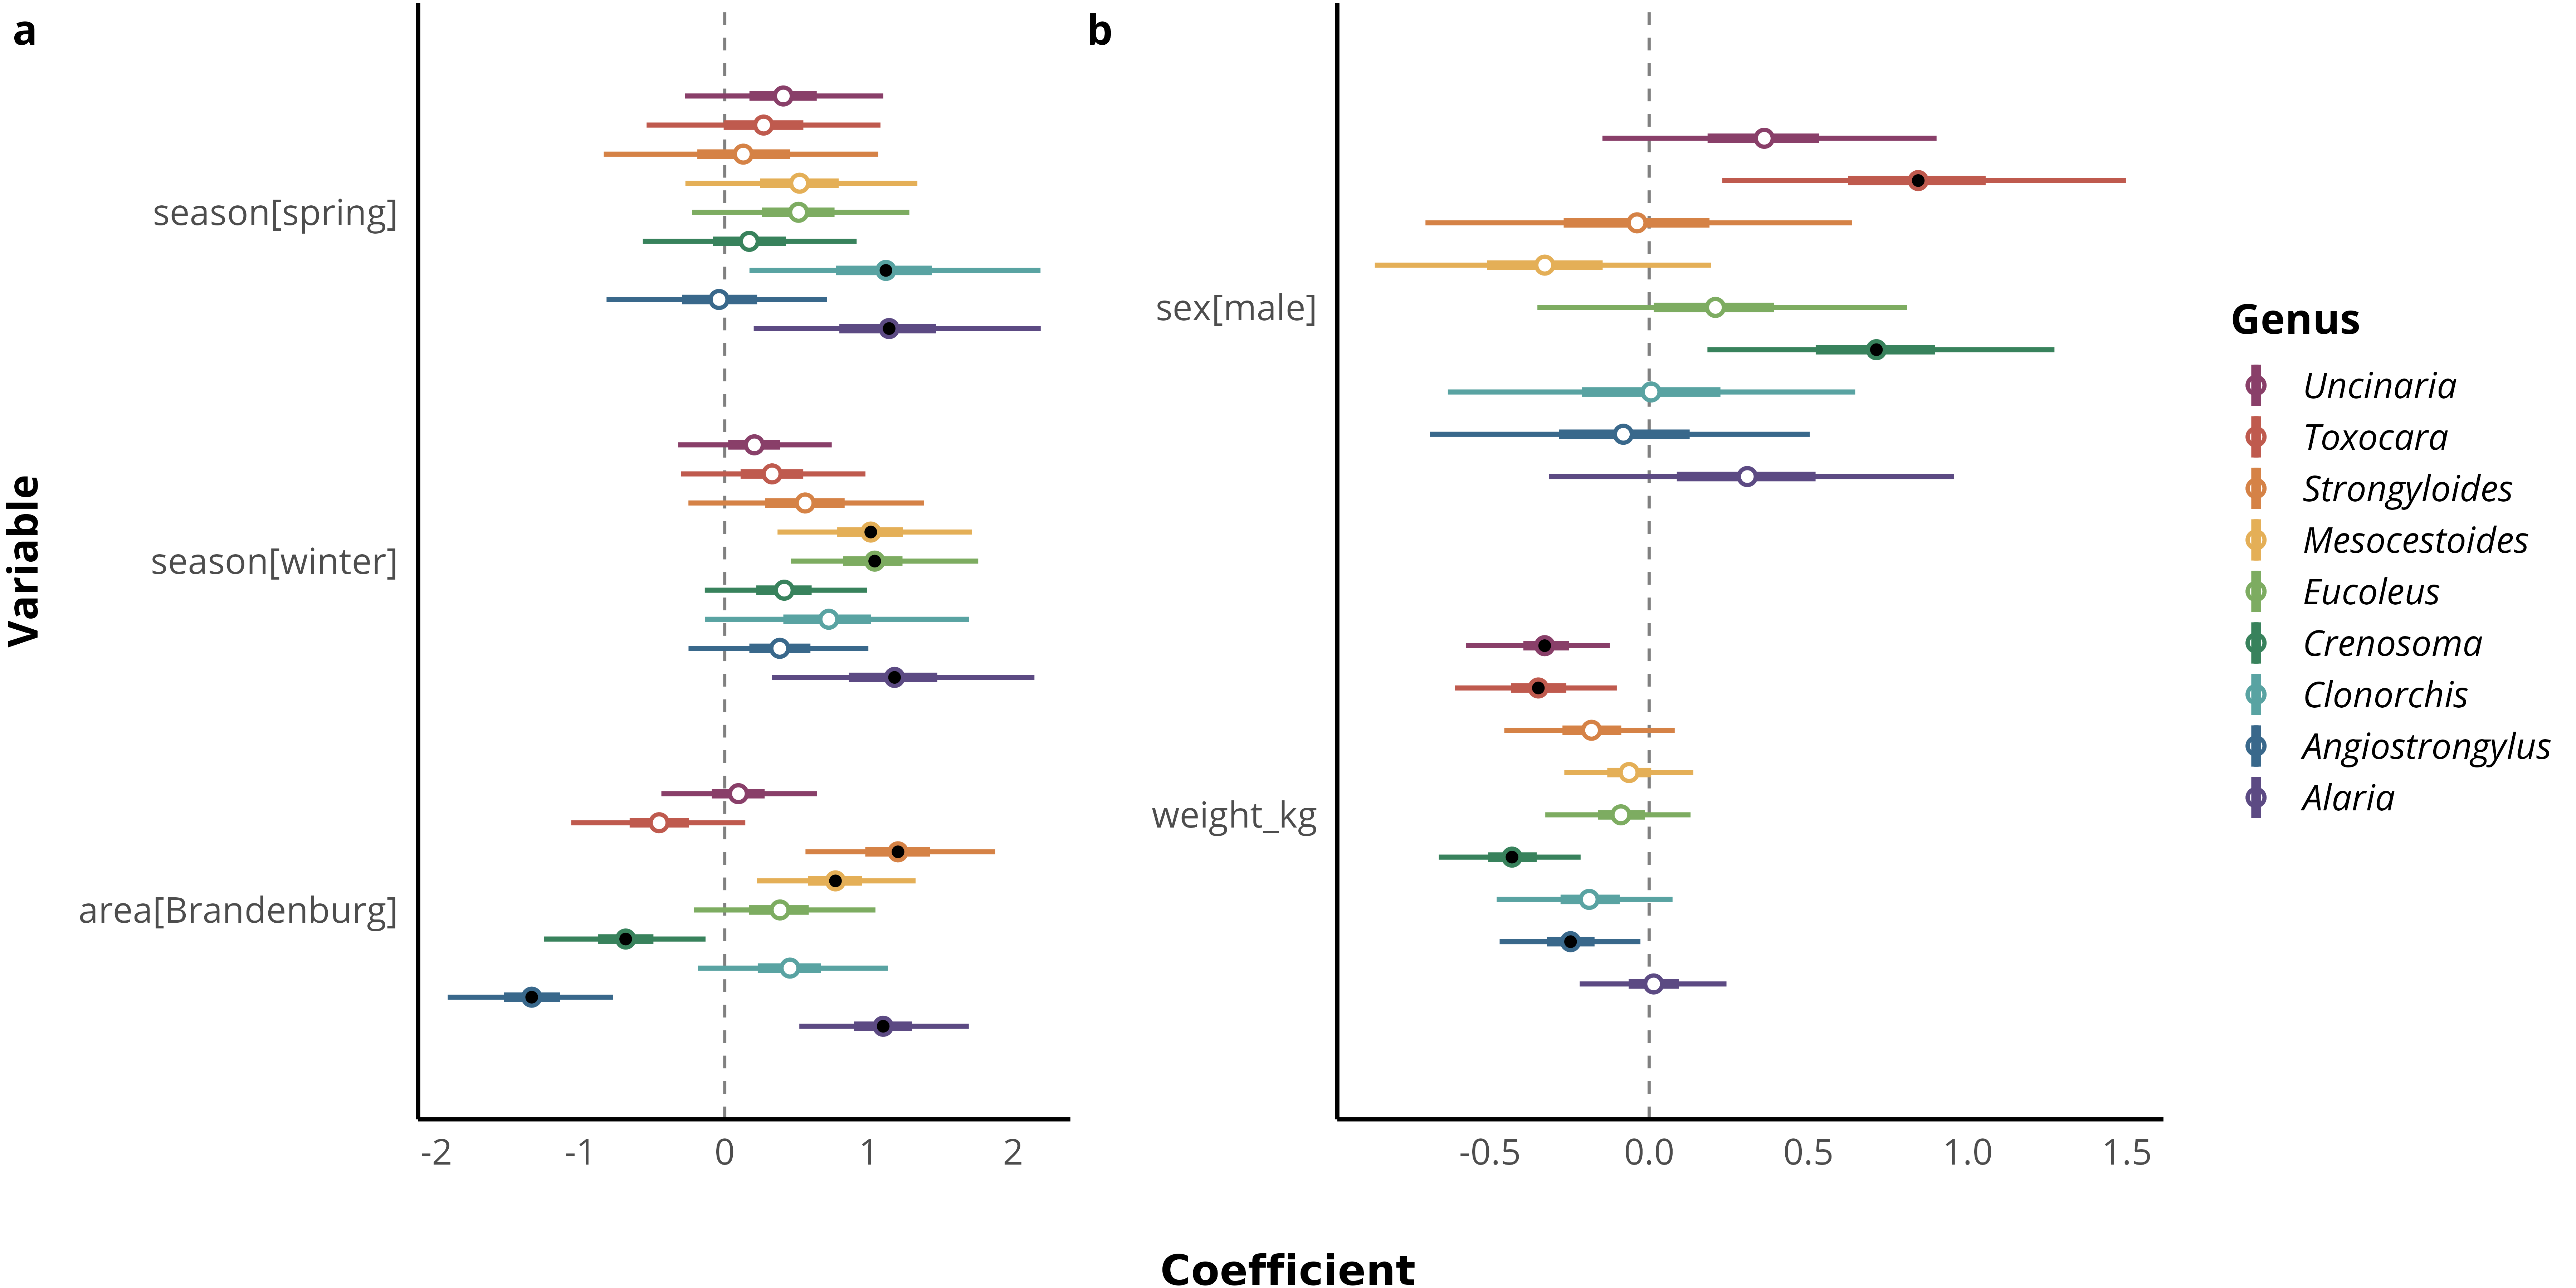 a
b
Variable
season[spring]
season[winter]
area[Brandenburg]
-2 -1 0 1 2
sex[male]
weight_kg
-0.5 0.0 0.5 1.0 1.5
Coefficient
Genus
Uncinaria
Toxocara
Strongyloides
Mesocestoides
Eucoleus
Crenosoma
Clonorchis
Angiostrongylus
Alaria